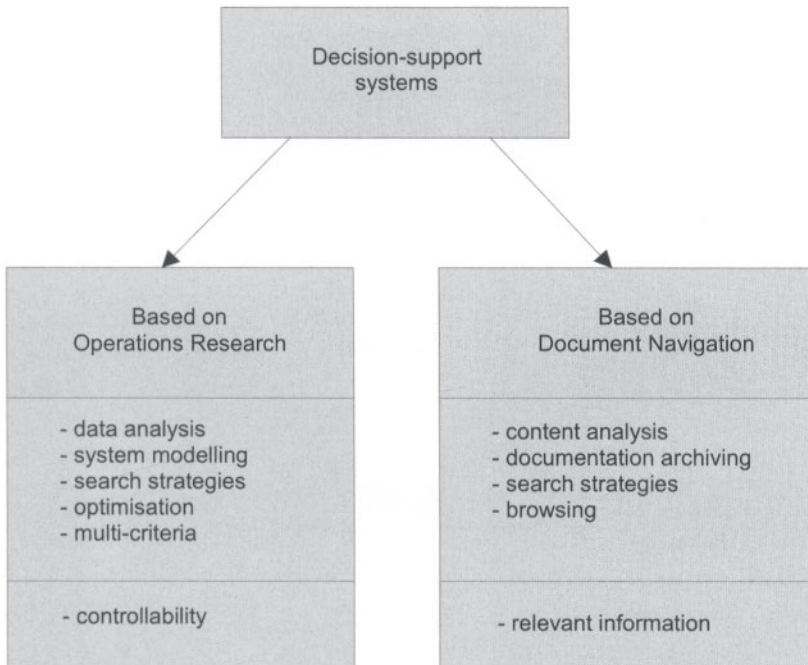 Decision-support
systems
Based on
Operations Research
- data analysis
- system modelling
- search strategies
- optimisation
- multi-criteria
- controllability
Based on
Document Navigation
- content analysis
- documentation archiving
- search strategies
- browsing
- relevant information